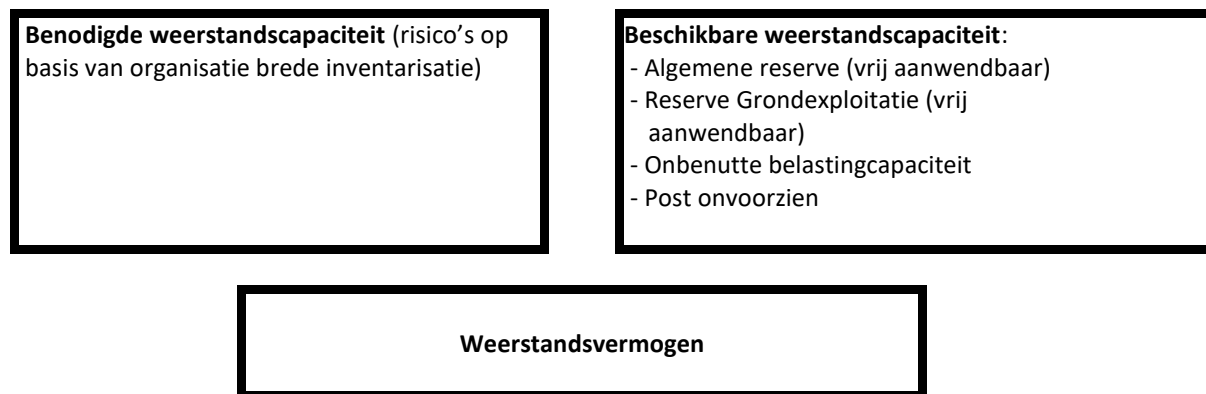 Benodigde weerstandscapaciteit (risico’s op
basis van organisatie brede inventarisatie)
Beschikbare weerstandscapaciteit:
- Algemene reserve (vrij aanwendbaar)
- Reserve Grondexploitatie (vrij
aanwendbaar)
- Onbenutte belastingcapaciteit
- Post onvoorzien
Weerstandsvermogen